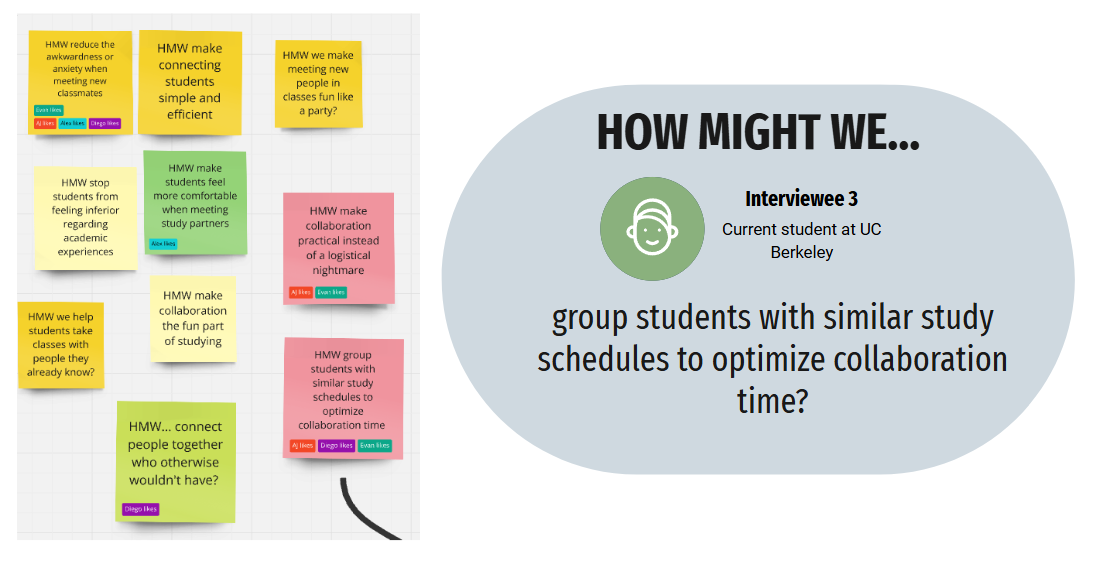 HMW reduce the
awkwardness or
anxiety when
meeting new
classmates
Evan likes
AJ likes Alex likes Diego likes
HMW make
connecting
students
simple and
efficient
HMW we make
meeting new
people in
classes fun like
a party?
HMW stop
students from
feeling inferior
regarding
academic
experiences
HMW make
students feel
more comfortable
when meeting
study partners
Alex likes
HMW make
collaboration
practical instead
of a logistical
nightmare
AJ likes Evan likes
HMW we help
students take
classes with
people they
already know?
HMW make
collaboration
the fun part
of studying
HMW group
students with
similar study
schedules to
optimize
collaboration time
AJ likes Diego likes Evan likes
HMW... connect
people together
who otherwise
wouldn't have?
Diego likes
HOW MIGHT WE...
Interviewee 3
Current student at UC
Berkeley
group students with similar study
schedules to optimize collaboration
time?